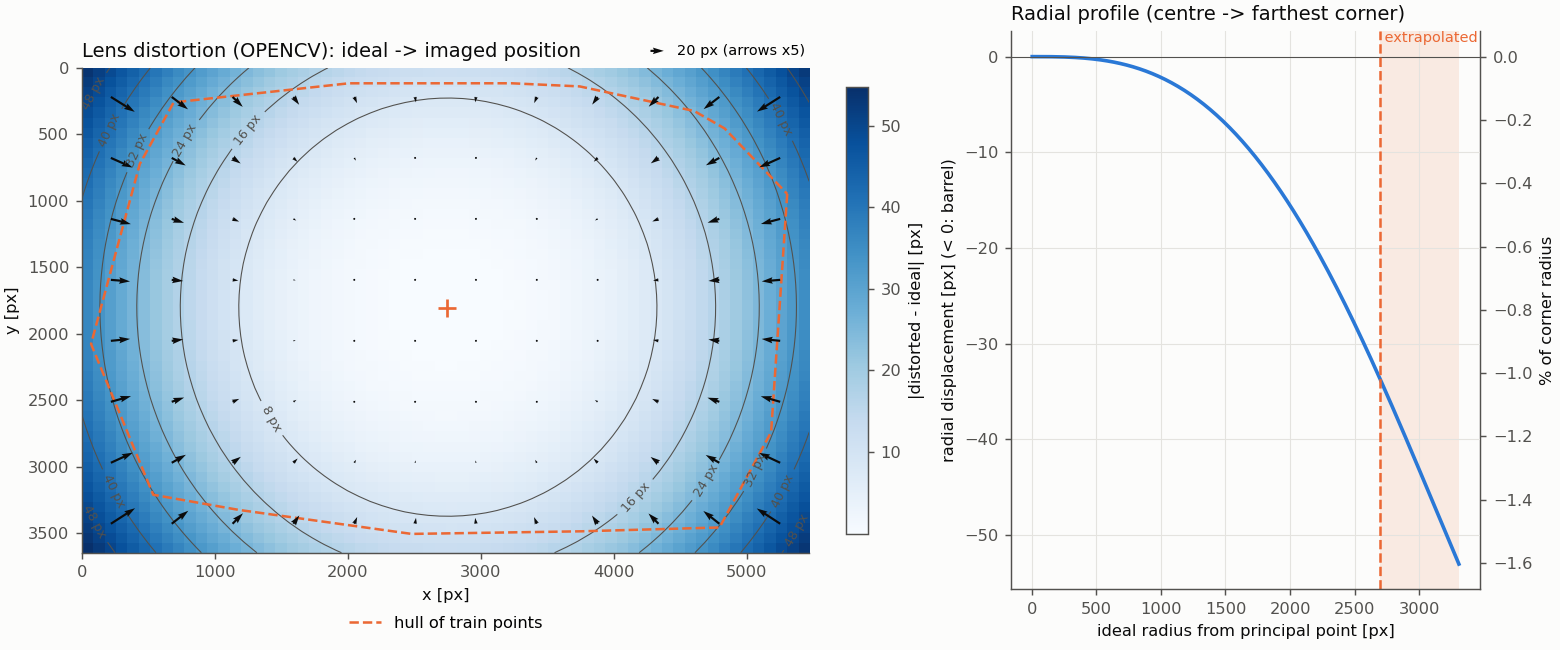 Lens distortion (OPENCV): ideal -> imaged position
20 px (arrows x5)
0
500
1000
1500
2000
2500
3000
3500
y [px]
0
1000
2000
3000
4000
5000
x [px]
48 px
40 px
32 px
24 px
16 px
40 px
8 px
16 px
24 px
32 px
40 px
48 px
40 px
48 px
hull of train points
50
40
30
20
10
|distorted - ideal| [px]
Radial profile (centre -> farthest corner)
extrapolated
0
−10
−20
−30
−40
−50
radial displacement [px] (< 0: barrel)
0.0
−0.2
−0.4
−0.6
−0.8
−1.0
−1.2
−1.4
−1.6
% of corner radius
0
500
1000
1500
2000
2500
3000
ideal radius from principal point [px]